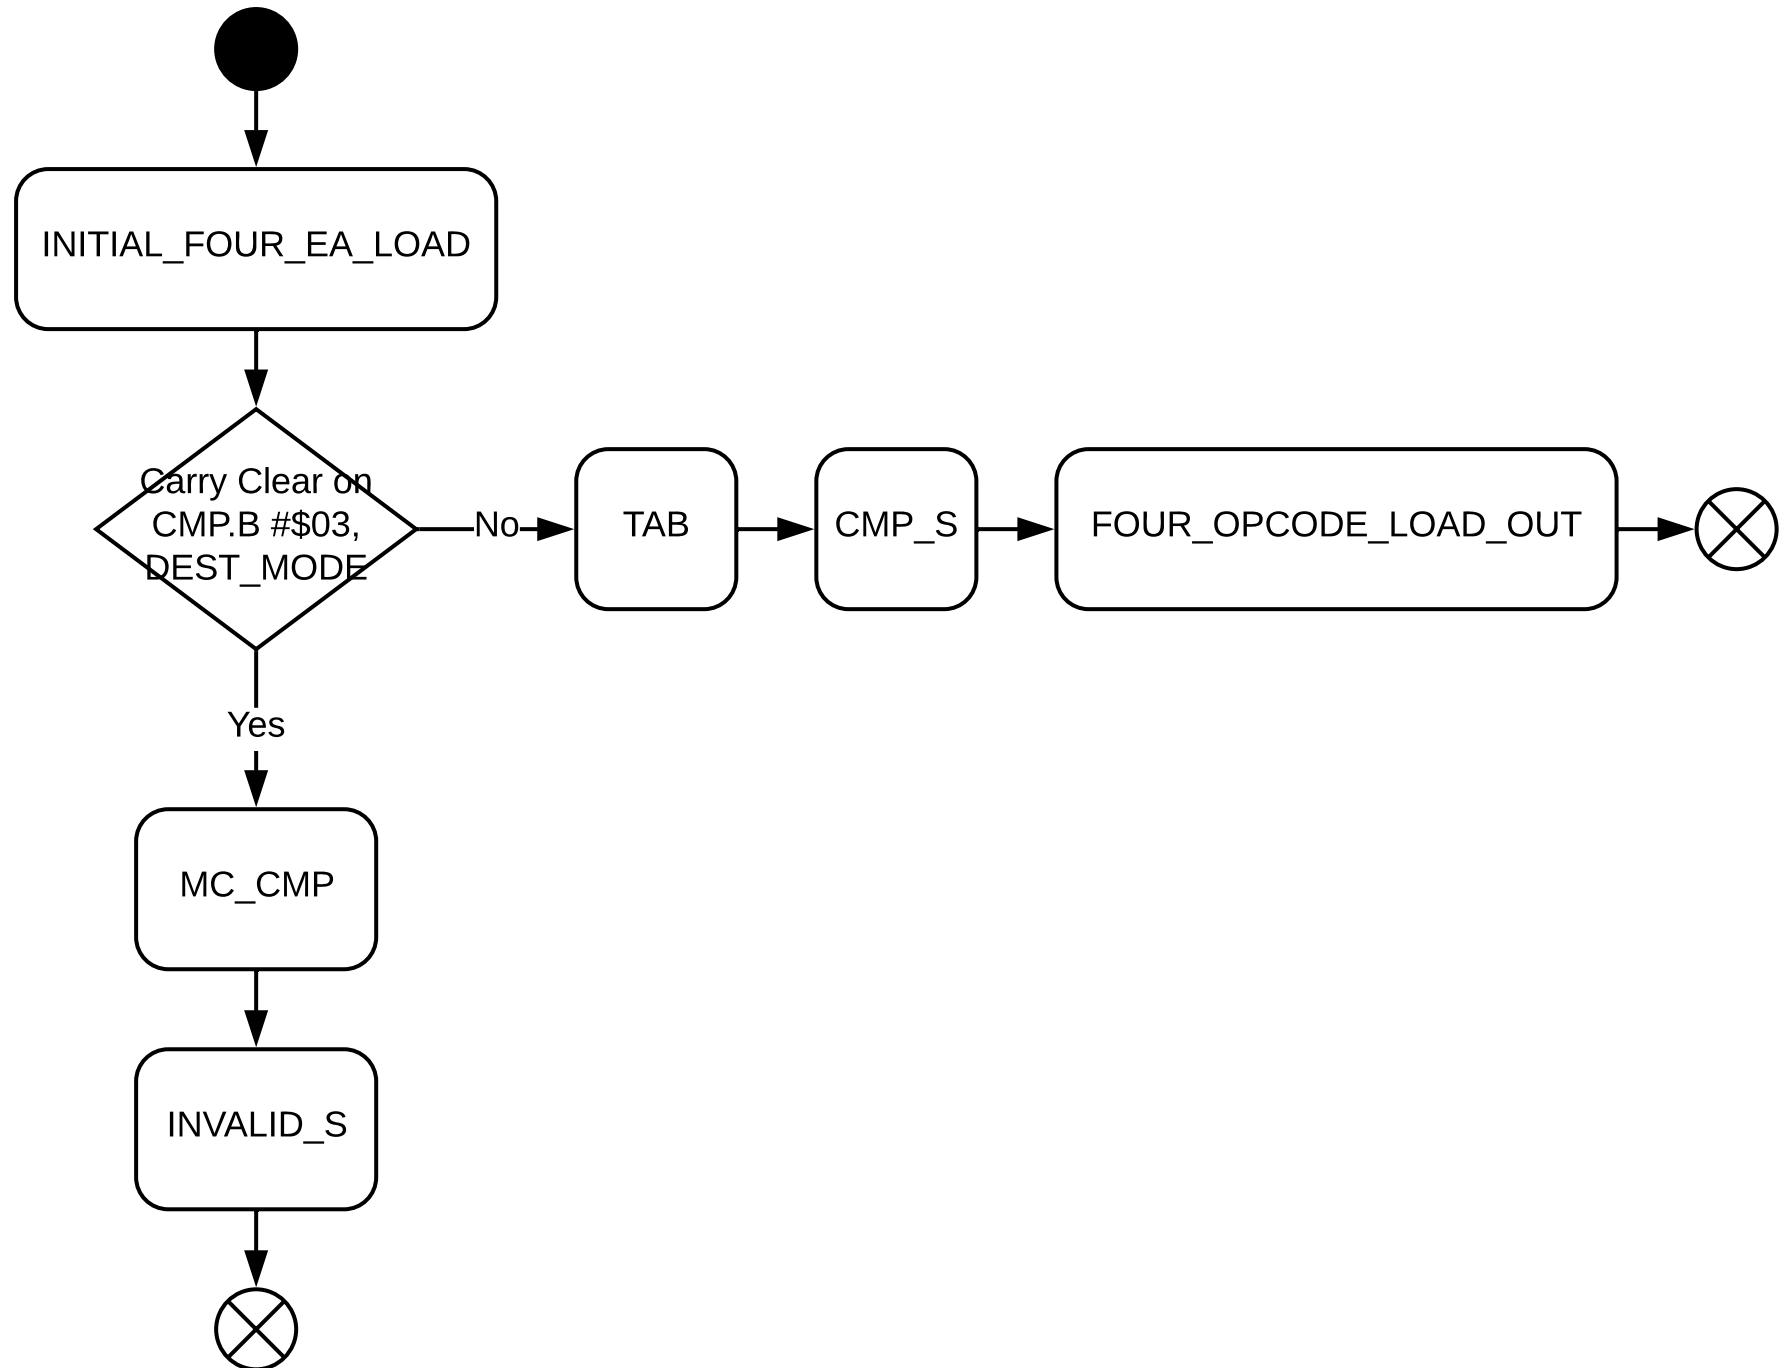 INITIAL_FOUR_EA_LOAD
Carry Clear on
CMP.B #$03,
DEST_MODE
No
TAB
CMP_S
FOUR_OPCODE_LOAD_OUT
Yes
MC_CMP
INVALID_S